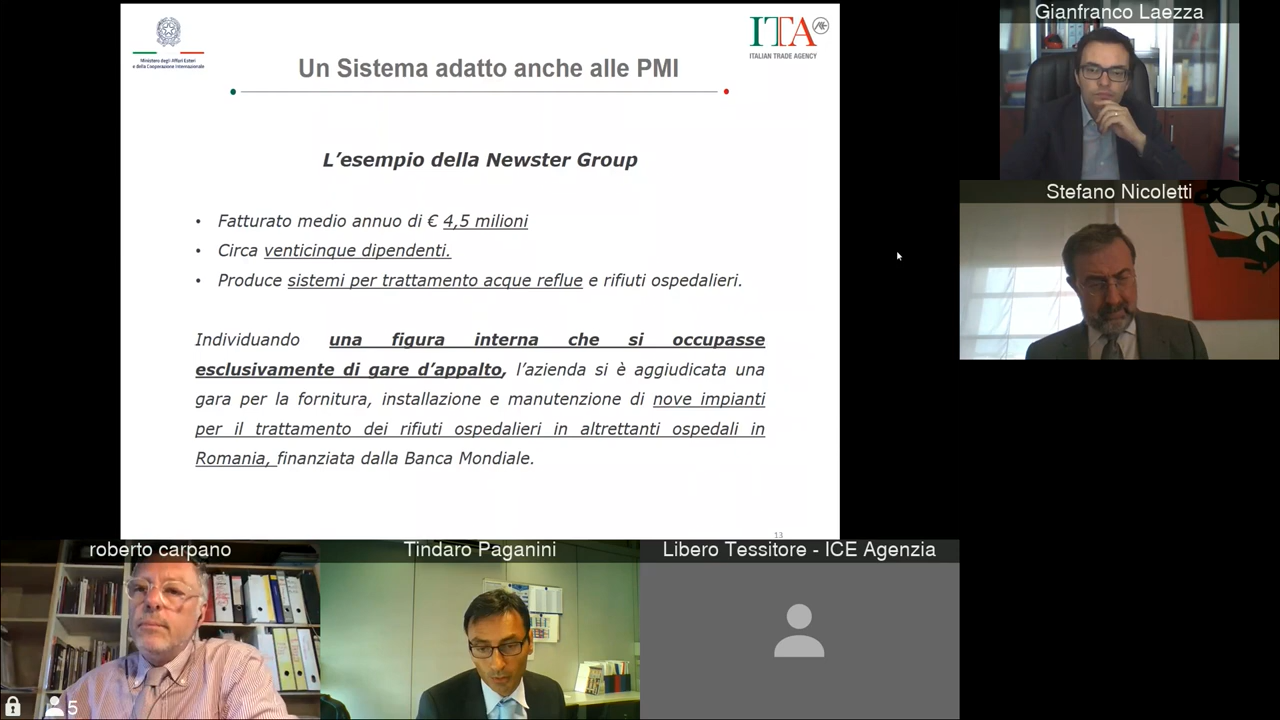 Ministero degli Affari Esteri
e della Cooperazione Internazionale
ITA
ITALIAN TRADE AGENCY
Un Sistema adatto anche alle PMI
L'esempio della Newster Group
• Fatturato medio annuo di € 4,5 milioni
• Circa venticinque dipendenti.
• Produce sistemi per trattamento acque reflue e rifiuti ospedalieri.
Individuando una figura interna che si occupasse
esclusivamente di gare d'appalto, l'azienda si è aggiudicata una
gara per la fornitura, installazione e manutenzione di nove impianti
per il trattamento dei rifiuti ospedalieri in altrettanti ospedali in
Romania, finanziata dalla Banca Mondiale.
13
Gianfranco Laezza
Stefano Nicoletti
roberto carpano
Tindaro Paganini
Libero Tessitore - ICE Agenzia
5